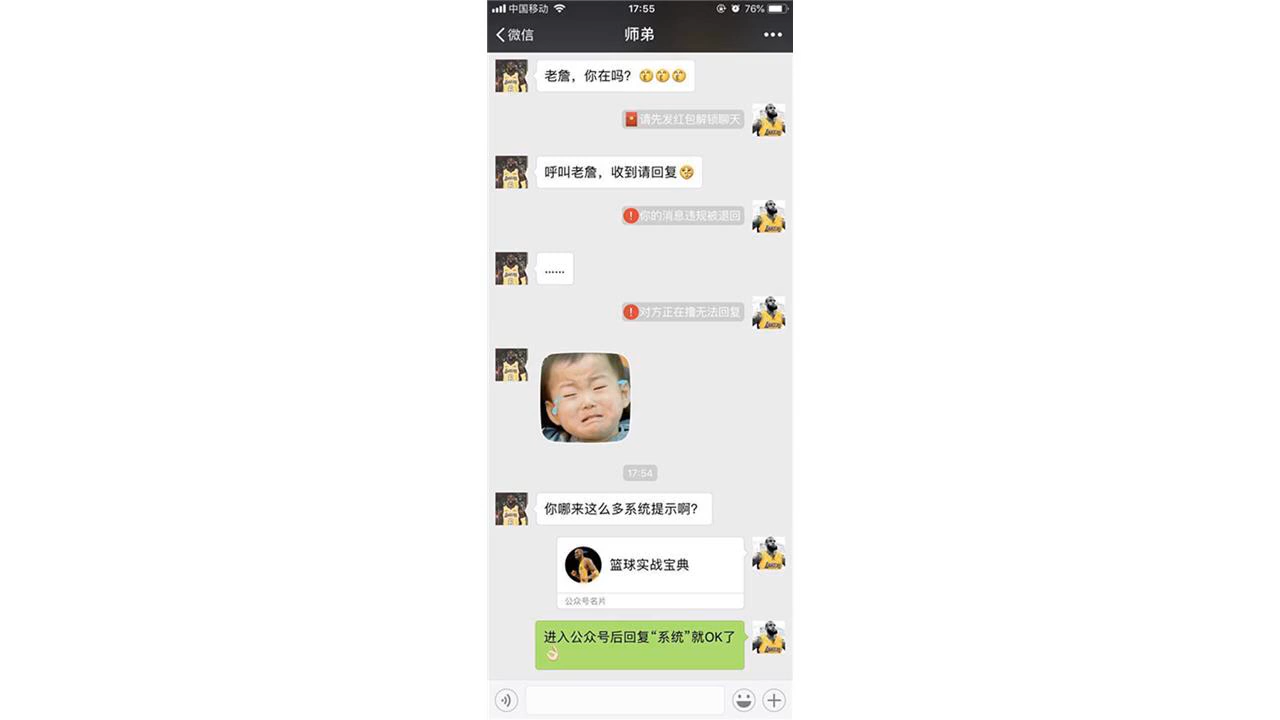 中国移动 17:55 76%
微信 师弟
老詹，你在吗？
请先发红包解锁聊天
呼叫老詹，收到请回复
你的消息违规被退回
......
对方正在撸无法回复
17:54
你哪来这么多系统提示啊？
篮球实战宝典
公众号名片
进入公众号后回复“系统”就OK了